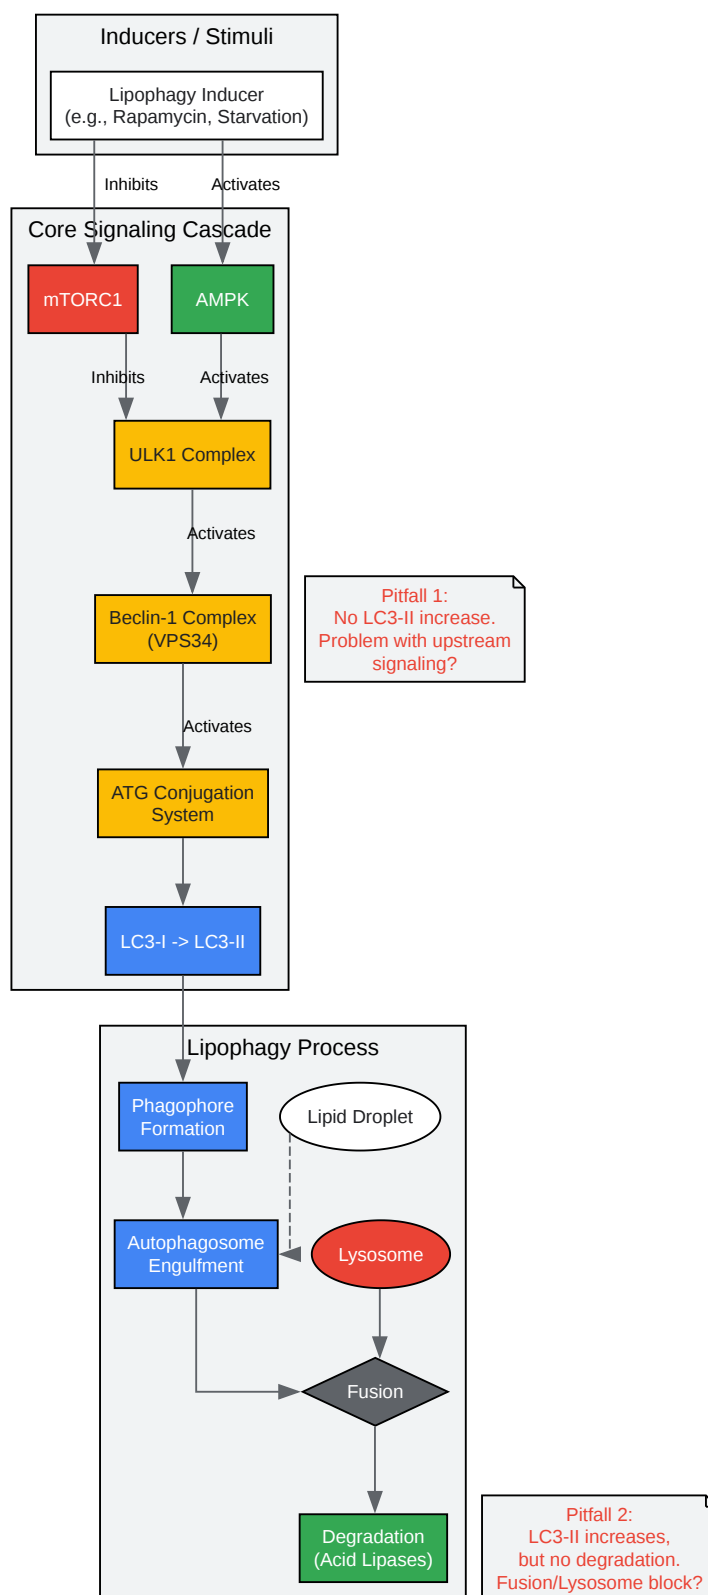 Inducers / Stimuli
Lipophagy Inducer
(e.g., Rapamycin, Starvation)
Inhibits
Activates
Core Signaling Cascade
mTORC1
AMPK
Inhibits
Activates
ULK1 Complex
Activates
Beclin-1 Complex
(VPS34)
Pitfall 1:
No LC3-II increase.
Problem with upstream
signaling?
Activates
ATG Conjugation
System
LC3-I -> LC3-II
Lipophagy Process
Phagophore
Formation
Lipid Droplet
Autophagosome
Engulfment
Lysosome
Fusion
Degradation
(Acid Lipases)
Pitfall 2:
LC3-II increases,
but no degradation.
Fusion/Lysosome block?